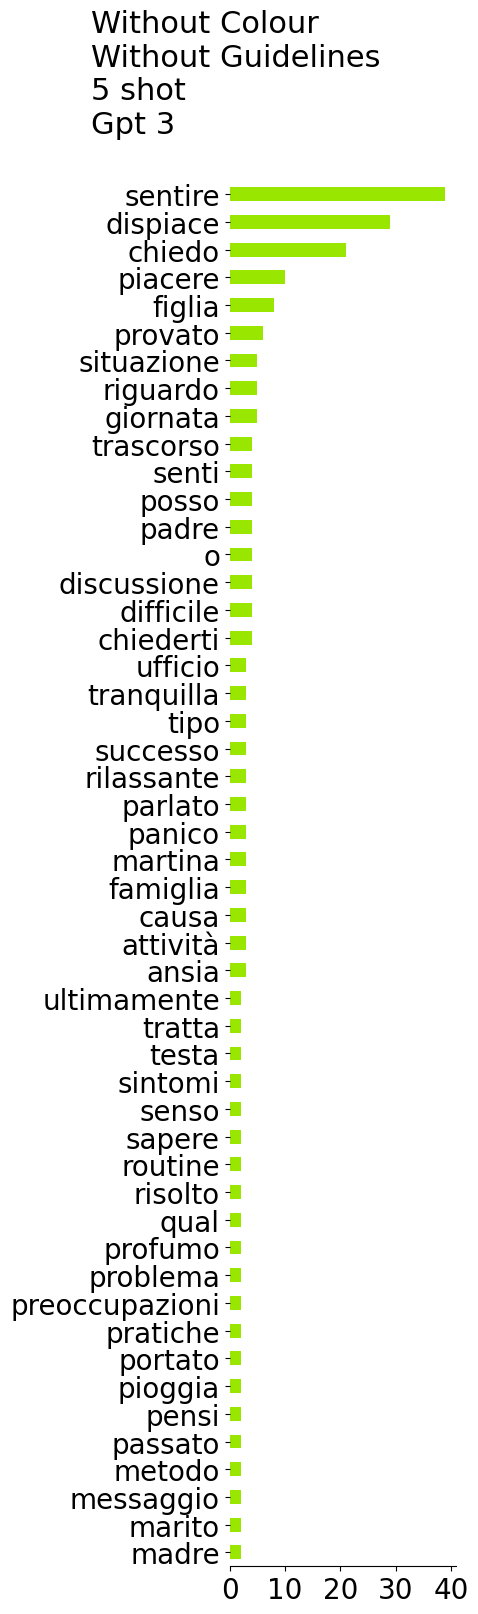 Without Colour
Without Guidelines
5 shot
Gpt 3
sentire
dispiace
chiedo
piacere
figlia
provato
situazione
riguardo
giornata
trascorso
senti
posso
padre
o
discussione
difficile
chiederti
ufficio
tranquilla
tipo
successo
rilassante
parlato
panico
martina
famiglia
causa
attività
ansia
ultimamente
tratta
testa
sintomi
senso
sapere
routine
risolto
qual
profumo
problema
preoccupazioni
pratiche
portato
pioggia
pensi
passato
metodo
messaggio
marito
madre
0 10 20 30 40